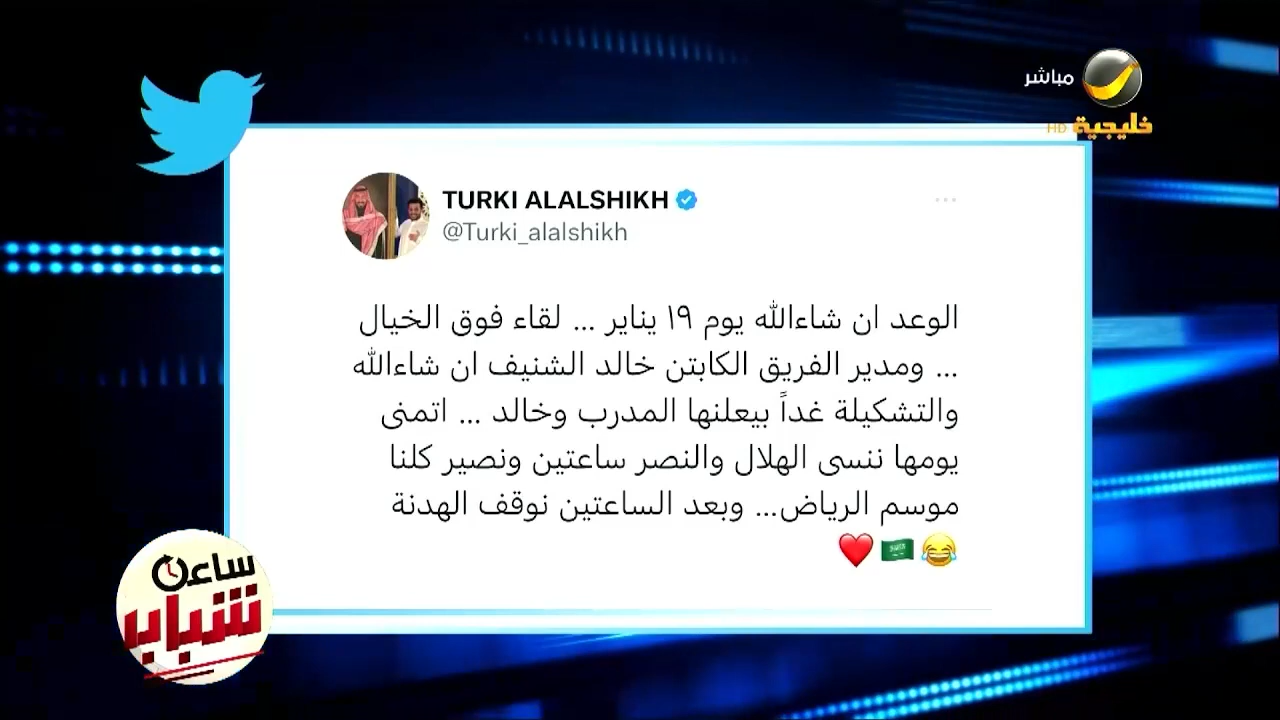 مباشر
خليجية HD
TURKI ALALSHIKH
@Turki_alalshikh
الوعد ان شاءالله يوم ١٩ يناير ... لقاء فوق الخيال
... ومدير الفريق الكابتن خالد الشنيف ان شاءالله
والتشكيلة غداً بيعلنها المدرب وخالد ... اتمنى
يومها ننسى الهلال والنصر ساعتين ونصير كلنا
موسم الرياض... وبعد الساعتين نوقف الهدنة
😂🇸🇦❤️
ساعة
شباب